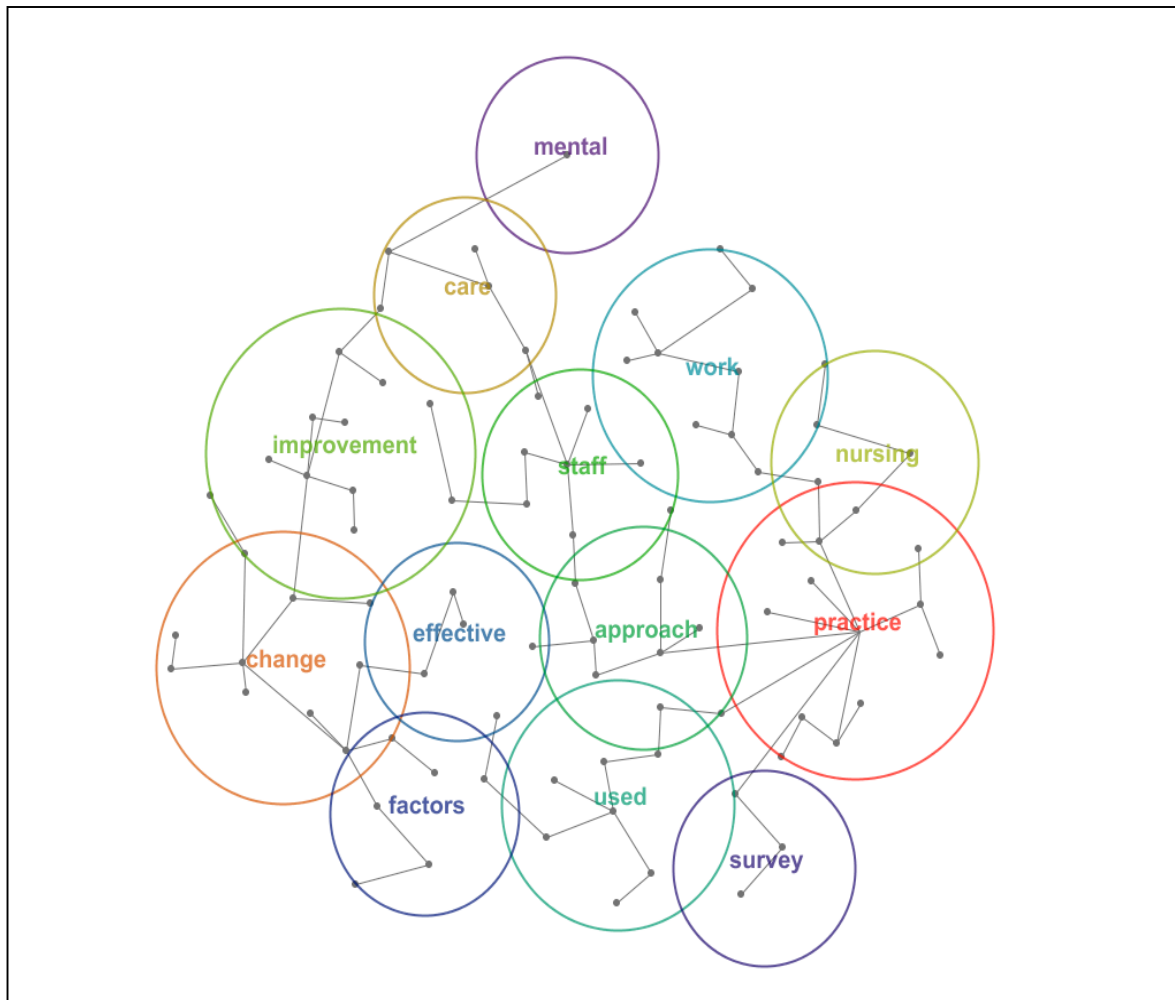 mental
care
work
improvement
nursing
staff
effective
approach
practice
change
factors
used
survey